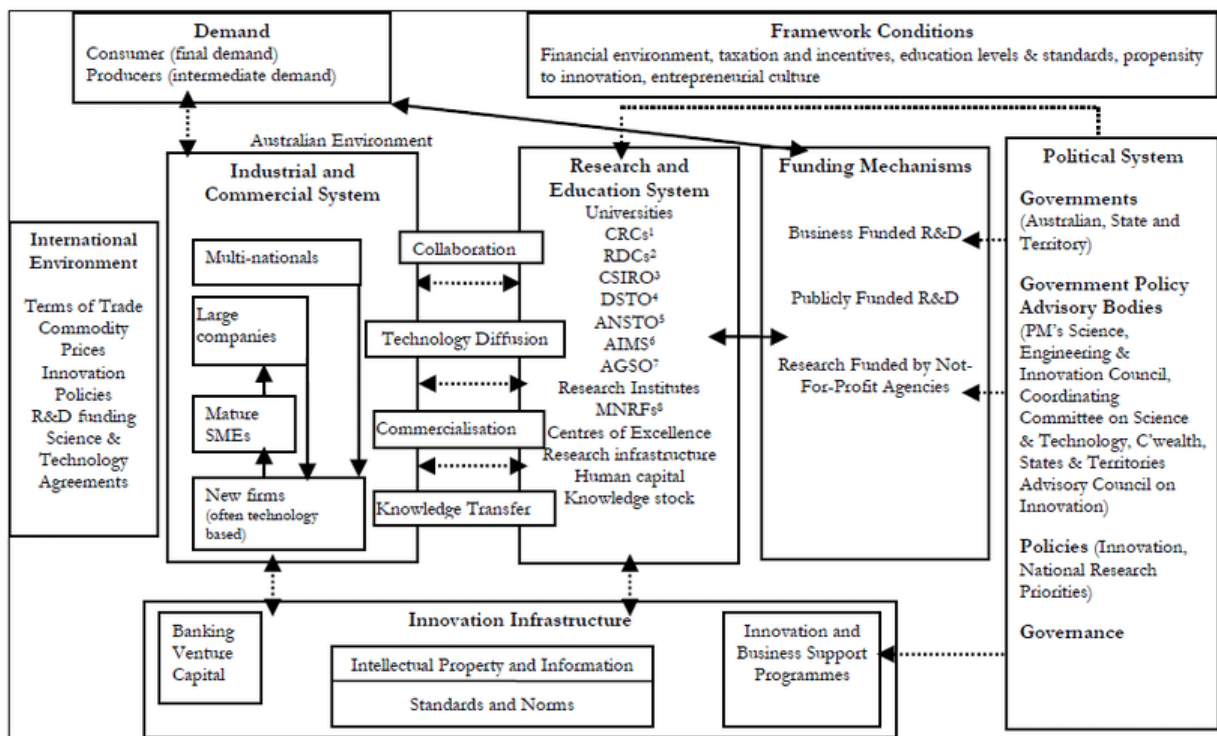 Demand
Consumer (final demand)
Producers (intermediate demand)
Framework Conditions
Financial environment, taxation and incentives, education levels & standards, propensity
to innovation, entrepreneurial culture
Australian Environment
International
Environment
Terms of Trade
Commodity
Prices
Innovation
Policies
R&D funding
Science &
Technology
Agreements
Industrial and
Commercial System
Multi-nationals
Large
companies
Mature
SMEs
New firms
(often technology
based)
Collaboration
Technology Diffusion
Commercialisation
Knowledge Transfer
Research and
Education System
Universities
CRCs¹
RDCs²
CSIRO³
DSTO⁴
ANSTO⁵
AIMS⁶
AGSO⁷
Research Institutes
MNRFs⁸
Centres of Excellence
Research infrastructure
Human capital
Knowledge stock
Funding Mechanisms
Business Funded R&D
Publicly Funded R&D
Research Funded by Not-
For-Profit Agencies
Political System
Governments
(Australian, State and
Territory)
Government Policy
Advisory Bodies
(PM's Science,
Engineering &
Innovation Council,
Coordinating
Committee on Science
& Technology, C'wealth,
States & Territories
Advisory Council on
Innovation)
Policies (Innovation,
National Research
Priorities)
Governance
Innovation Infrastructure
Banking
Venture
Capital
Intellectual Property and Information
Standards and Norms
Innovation and
Business Support
Programmes